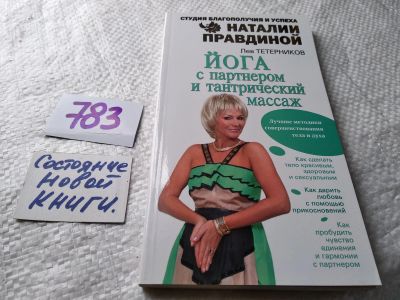 СТУДИЯ БЛАГОПОЛУЧИЯ И УСПЕХА
НАТАЛИИ
ПРАВДИНОЙ
Лев ТЕТЕРНИКОВ
ЙОГА
с партнером
и тантрический
массаж
Лучшие методики
совершенствования
тела и духа
Как сделать
тело красивым,
здоровым
и сексуальным
Как дарить
любовь
с помощью
прикосновений
Как
пробудить
чувство
единения
и гармонии
с партнером
783
Состояние
новой
книги.